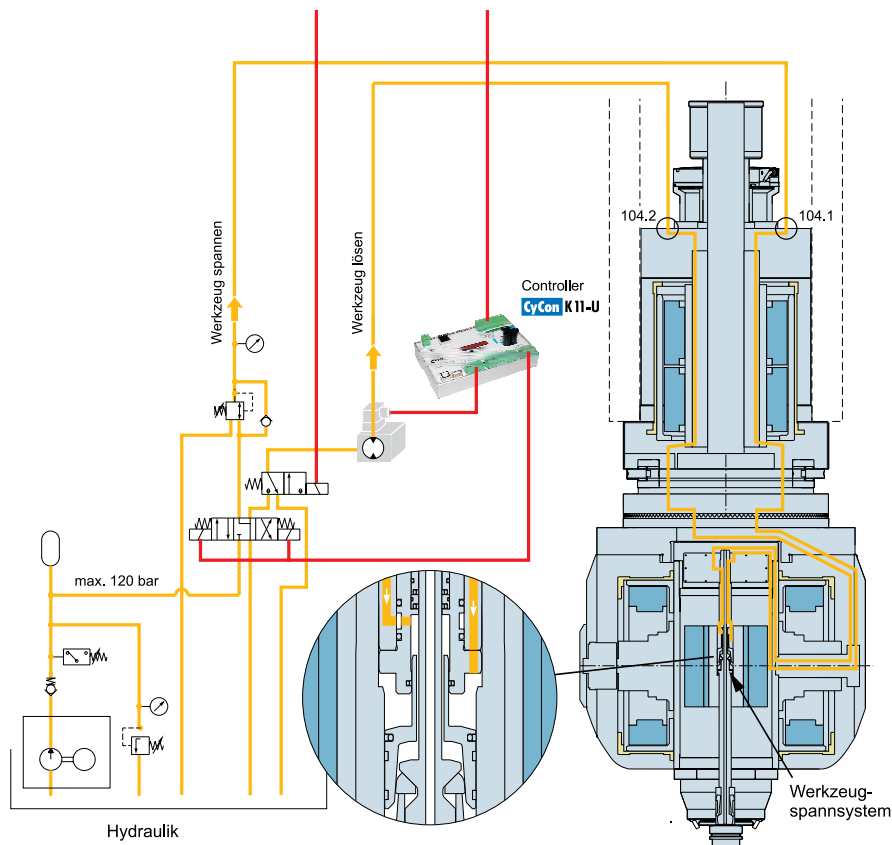 104.2
104.1
Werkzeug spannen
Werkzeug lösen
Controller
CyCon K11-U
max. 120 bar
Werkzeug-
spannsystem
Hydraulik